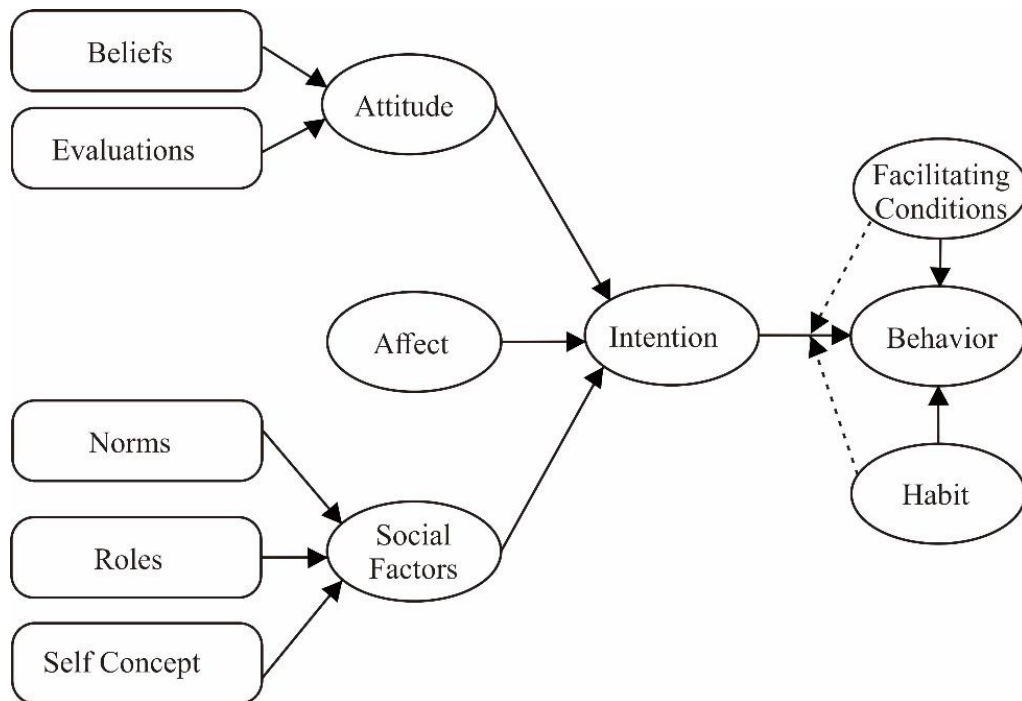 Beliefs
Evaluations
Attitude
Facilitating
Conditions
Affect
Intention
Behavior
Norms
Roles
Self Concept
Social
Factors
Habit